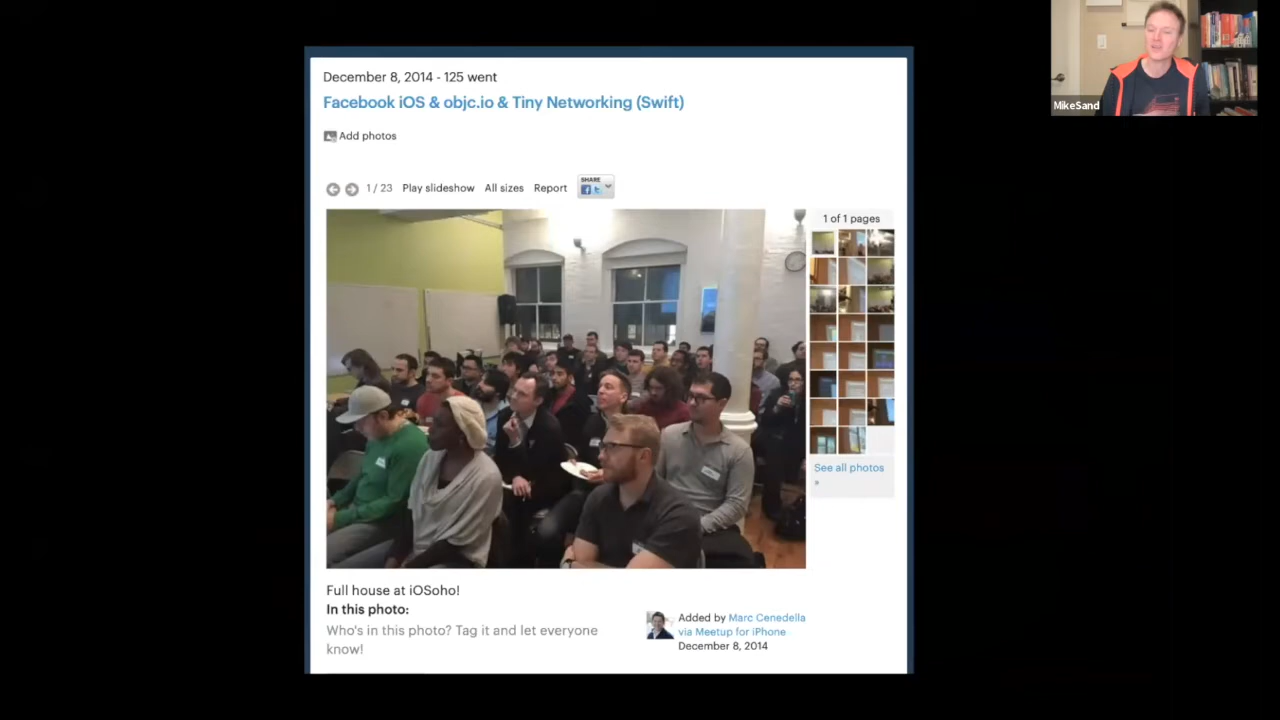 December 8, 2014 - 125 went
Facebook iOS & objc.io & Tiny Networking (Swift)
Add photos
1 / 23 Play slideshow All sizes Report SHARE
1 of 1 pages
See all photos
»
Full house at iOSoho!
In this photo:
Who's in this photo? Tag it and let everyone
know!
Added by Marc Cenedella
via Meetup for iPhone
December 8, 2014
MikeSand